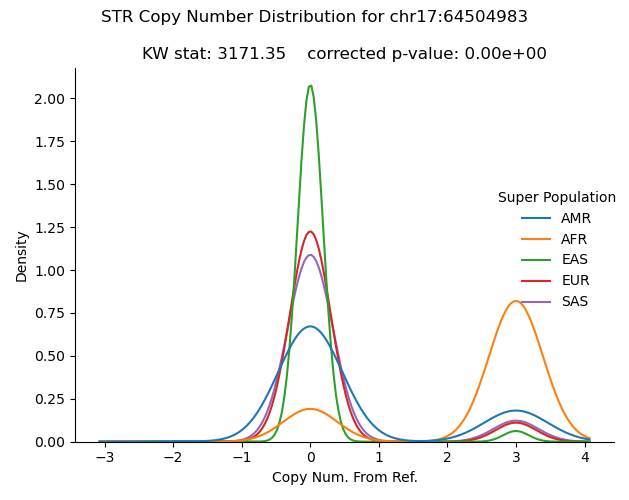 STR Copy Number Distribution for chr17:64504983
KW stat: 3171.35 corrected p-value: 0.00e+00
2.00
1.75
1.50
1.25
1.00
0.75
0.50
0.25
0.00
Density
Super Population
AMR
AFR
EAS
EUR
SAS
−3 −2 −1 0 1 2 3 4
Copy Num. From Ref.